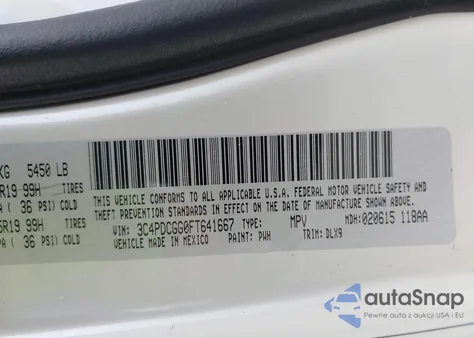 KG 5450 LB
R19 99H TIRES
PA ( 36 PSI) COLD
5R19 99H TIRES
PA ( 36 PSI) COLD
THIS VEHICLE CONFORMS TO ALL APPLICABLE U.S.A. FEDERAL MOTOR VEHICLE SAFETY AND THEFT
PREVENTION STANDARDS IN EFFECT ON THE DATE OF MANUFACTURE SHOWN ABOVE.
VIN: 3C4PDCGG0FT641667 TYPE: MPV MDH: 020615 118AA
VEHICLE MADE IN MEXICO PAINT: PWH TRIM: DLX9
autoSnap
Pewne auta z aukcji USA i EU